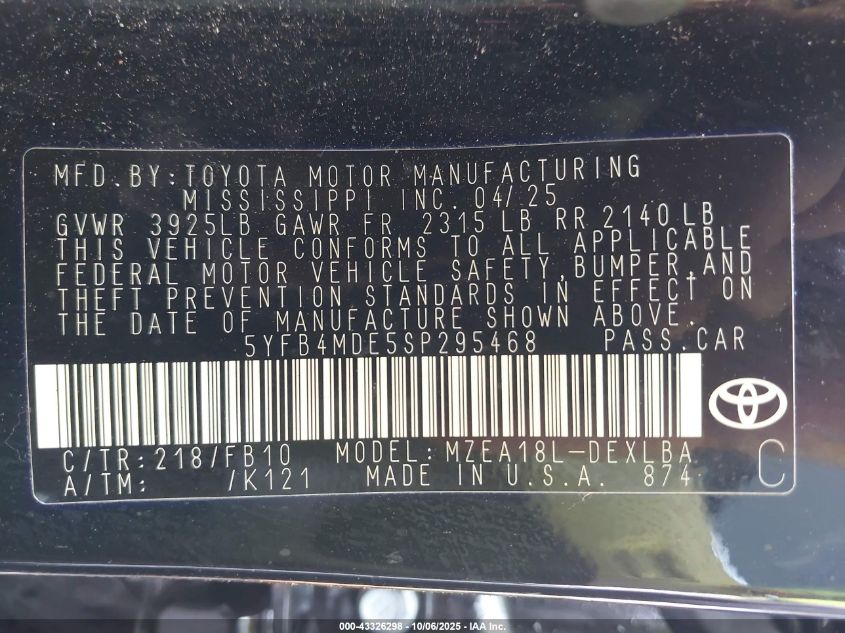 MFD.BY:TOYOTA MOTOR MANUFACTURING
MISSISSIPPI INC. 04/25
GVWR 3925LB GAWR FR 2315 LB RR 2140 LB
THIS VEHICLE CONFORMS TO ALL APPLICABLE
FEDERAL MOTOR VEHICLE SAFETY,BUMPER,AND
THEFT PREVENTION STANDARDS IN EFFECT ON
THE DATE OF MANUFACTURE SHOWN ABOVE.
5YFB4MDE5SP295468 PASS.CAR
C/TR:218/FB10 MODEL:MZEA18L-DEXLBA
A/TM: /K121 MADE IN U.S.A. 874 C
000-43326298 - 10/06/2025 - IAA Inc.